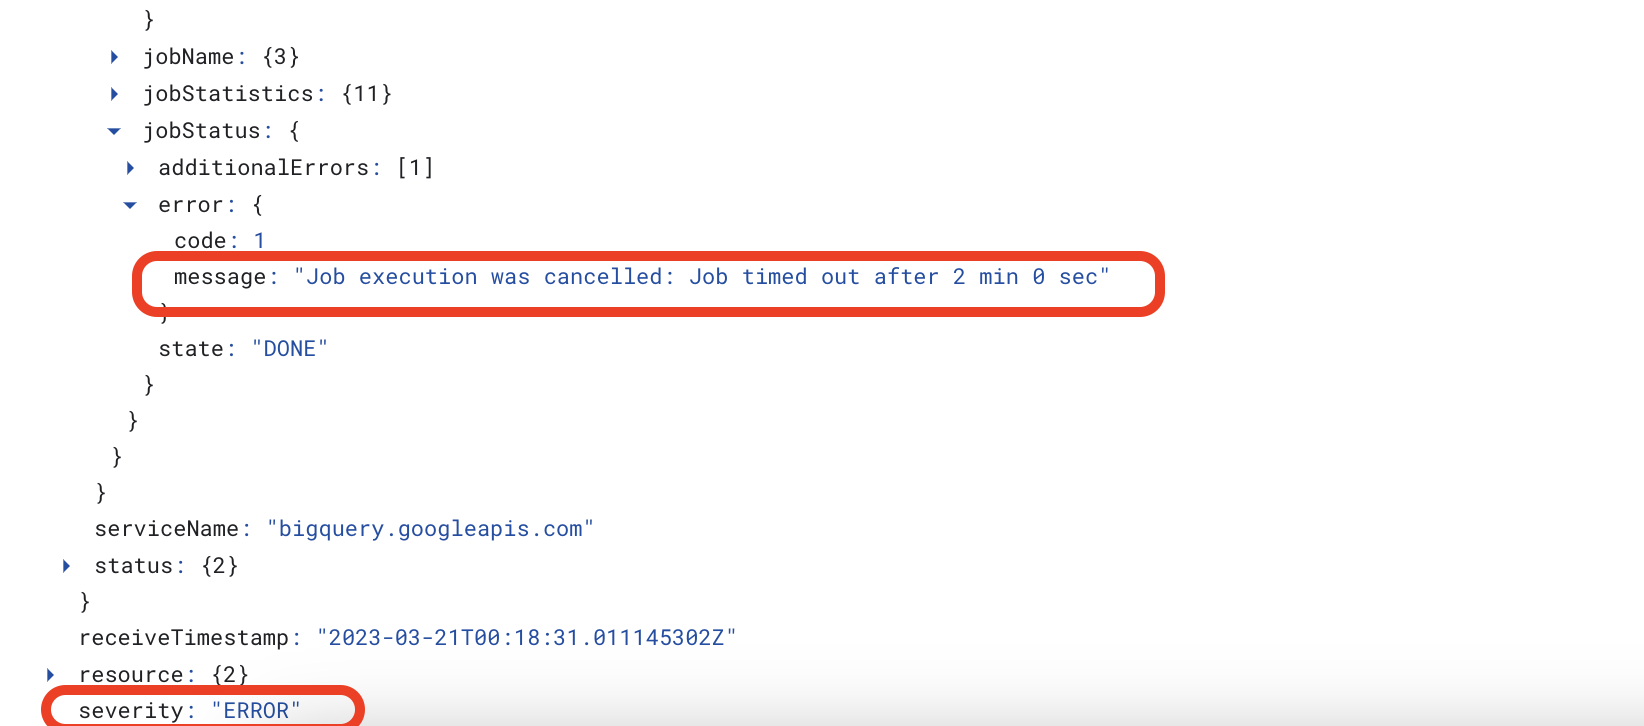 }
jobName: {3}
jobStatistics: {11}
jobStatus: {
additionalErrors: [1]
error: {
code: 1
message: "Job execution was cancelled: Job timed out after 2 min 0 sec"
}
state: "DONE"
}
}
}
}
serviceName: "bigquery.googleapis.com"
status: {2}
}
receiveTimestamp: "2023-03-21T00:18:31.011145302Z"
resource: {2}
severity: "ERROR"